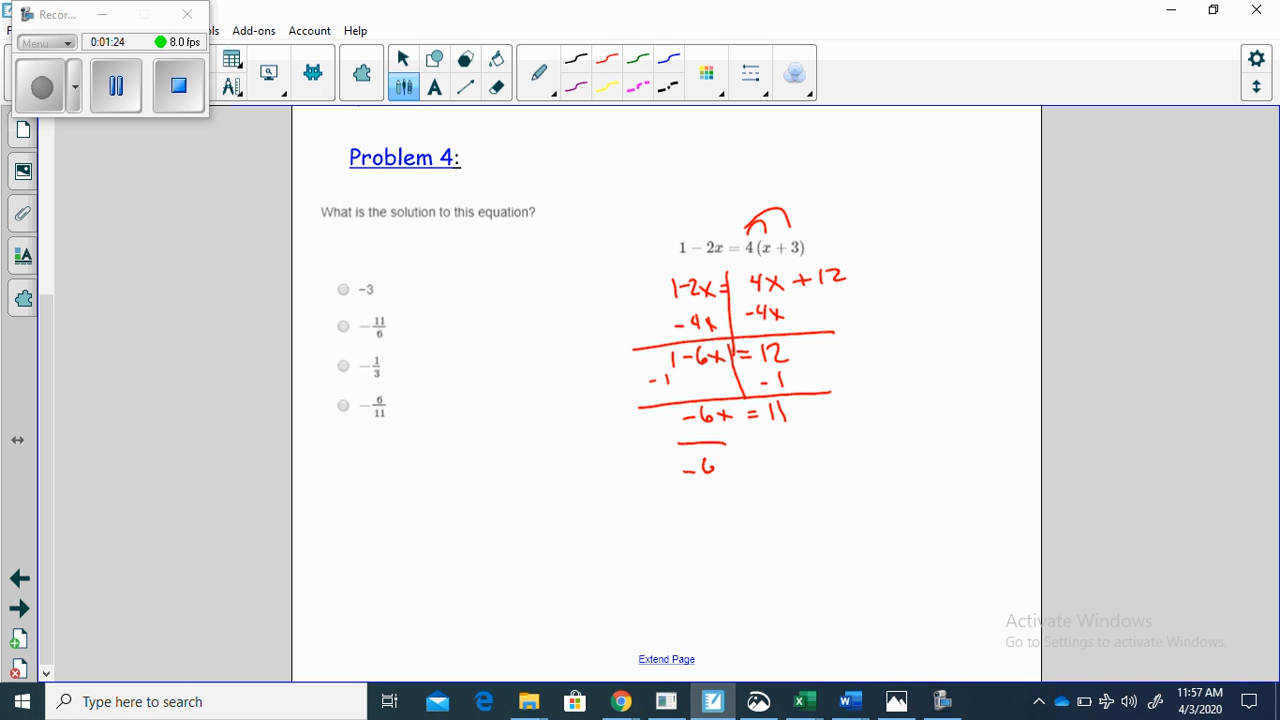 Recor...
Menu
0:01:24
8.0 fps
Add-ons Account Help
Problem 4:
What is the solution to this equation?
1 − 2x = 4(x + 3)
1-2x= 4x + 12
-4x -4x
1-6x = 12
-1 -1
-6x = 11
-6
−3
− 11/6
− 1/3
− 6/11
Extend Page
Activate Windows
Go to Settings to activate Windows.
Type here to search
11:57 AM
4/3/2020